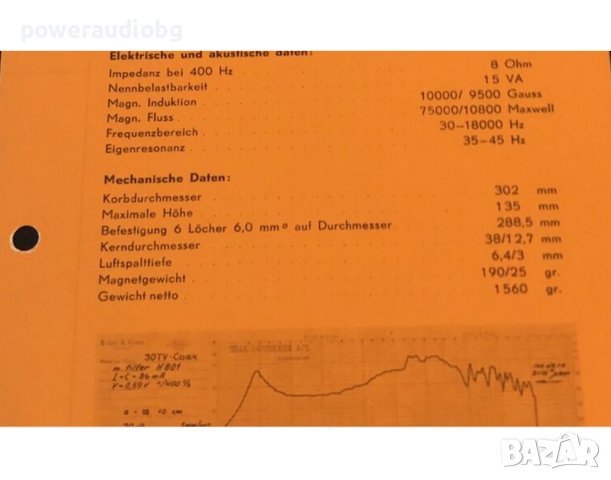 poweraudiobg
Elektrische und akustische daten:
Impedanz bei 400 Hz 8 Ohm
Nennbelastbarkeit 15 VA
Magn. Induktion 10000/ 9500 Gauss
Magn. Fluss 75000/10800 Maxwell
Frequenzbereich 30—18000 Hz
Eigenresonanz 35—45 Hz
Mechanische Daten:
Korbdurchmesser 302 mm
Maximale Höhe 135 mm
Befestigung 6 Löcher 6,0 mmø auf Durchmesser 288,5 mm
Kerndurchmesser 38/12,7 mm
Luftspalttiefe 6,4/3 mm
Magnetgewicht 190/25 gr.
Gewicht netto 1560 gr.
30TV-Coax
m. filter H801
BAZAR